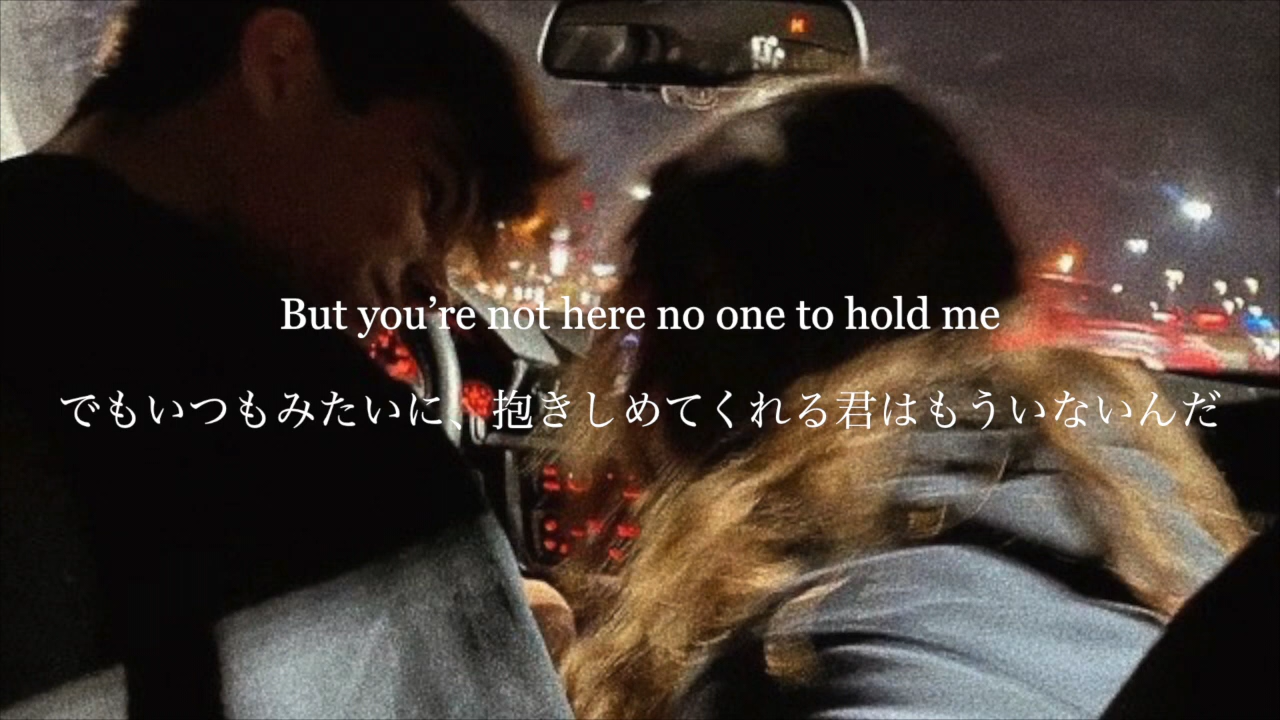 But you’re not here no one to hold me
でもいつもみたいに、抱きしめてくれる君はもういないんだ